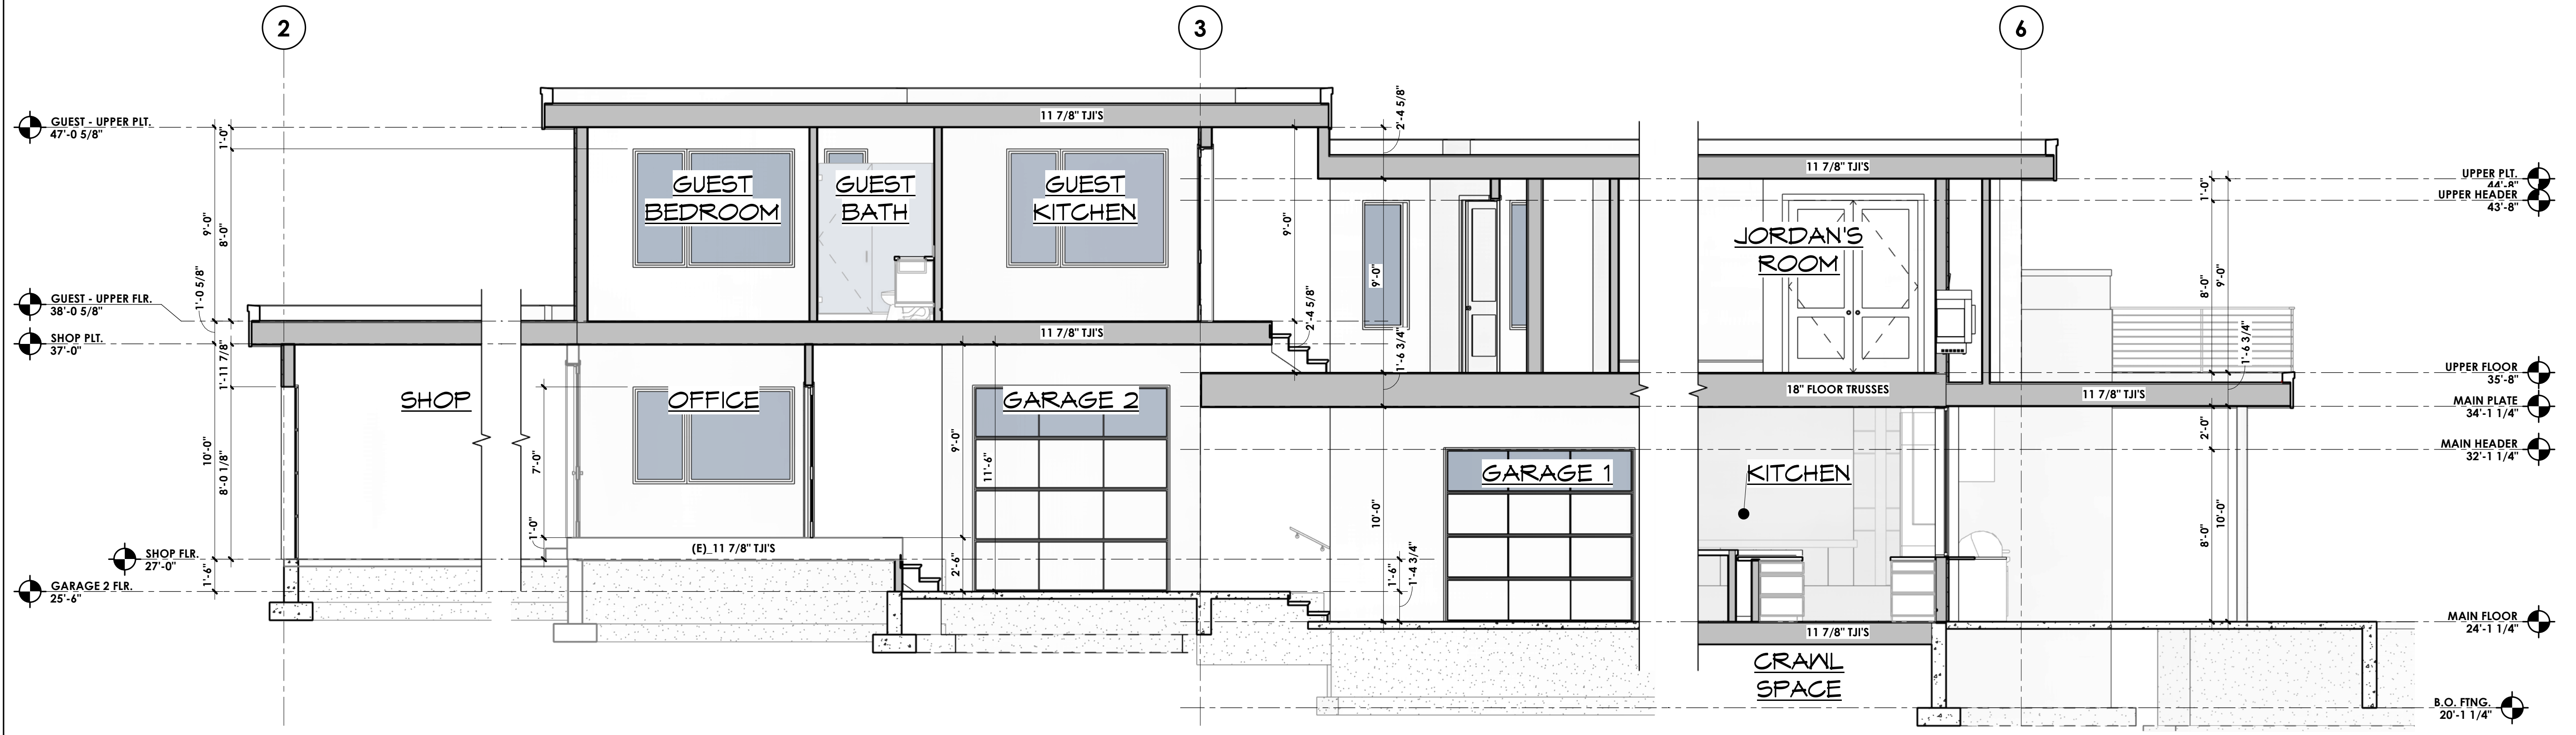 2
3
6
GUEST - UPPER PLT.
47'-0 5/8"
GUEST - UPPER FLR.
38'-0 5/8"
SHOP PLT.
37'-0"
SHOP FLR.
27'-0"
GARAGE 2 FLR.
25'-6"
1'-0"
9'-0"
8'-0"
1'-0 5/8"
1'-11 7/8"
10'-0"
8'-0 1/8"
1'-6"
11 7/8" TJI'S
GUEST
BEDROOM
GUEST
BATH
GUEST
KITCHEN
9'-0"
2'-4 5/8"
9'-0"
2'-4 5/8"
1'-6 3/4"
11 7/8" TJI'S
JORDAN'S
ROOM
11 7/8" TJI'S
SHOP
OFFICE
GARAGE 2
7'-0"
1'-0"
9'-0"
11'-6"
2'-6"
(E)_11 7/8" TJI'S
18" FLOOR TRUSSES
11 7/8" TJI'S
GARAGE 1
KITCHEN
10'-0"
1'-6"
1'-4 3/4"
11 7/8" TJI'S
CRAWL
SPACE
1'-0"
8'-0"
9'-0"
1'-6 3/4"
2'-0"
10'-0"
8'-0"
UPPER PLT.
44'-8"
UPPER HEADER
43'-8"
UPPER FLOOR
35'-8"
MAIN PLATE
34'-1 1/4"
MAIN HEADER
32'-1 1/4"
MAIN FLOOR
24'-1 1/4"
B.O. FTNG.
20'-1 1/4"